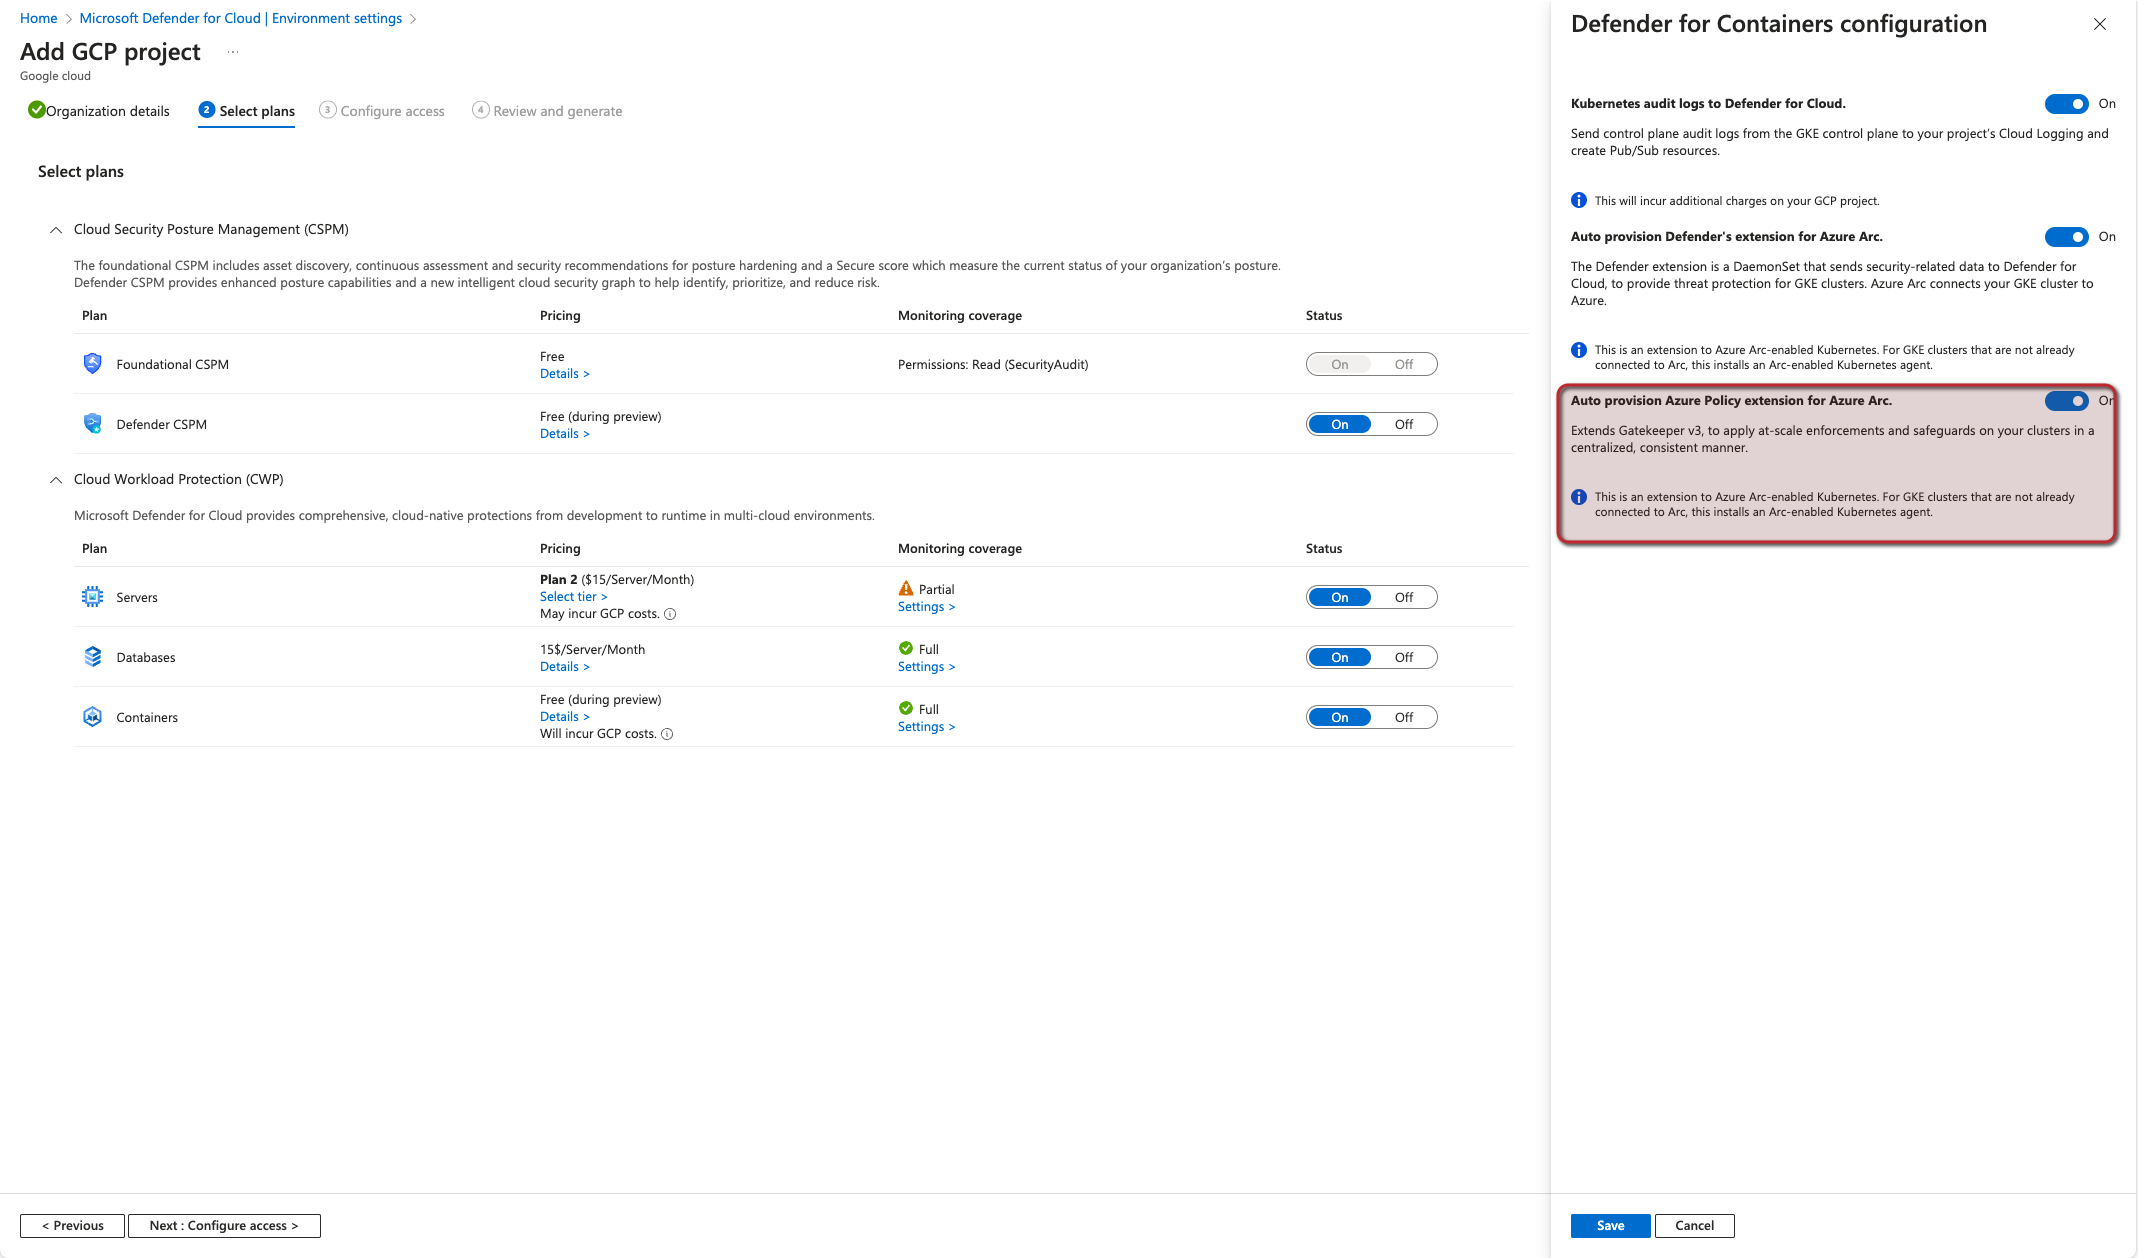 Home > Microsoft Defender for Cloud | Environment settings >
Add GCP project ...
Google cloud
Organization details
2 Select plans
3 Configure access
4 Review and generate
Select plans
Cloud Security Posture Management (CSPM)
The foundational CSPM includes asset discovery, continuous assessment and security recommendations for posture hardening and a Secure score which measure the current status of your organization's posture.
Defender CSPM provides enhanced posture capabilities and a new intelligent cloud security graph to help identify, prioritize, and reduce risk.
Plan Pricing Monitoring coverage Status
Foundational CSPM
Free
Details >
Permissions: Read (SecurityAudit)
On Off
Defender CSPM
Free (during preview)
Details >
On Off
Cloud Workload Protection (CWP)
Microsoft Defender for Cloud provides comprehensive, cloud-native protections from development to runtime in multi-cloud environments.
Plan Pricing Monitoring coverage Status
Servers
Plan 2 ($15/Server/Month)
Select tier >
May incur GCP costs.
Partial
Settings >
On Off
Databases
15$/Server/Month
Details >
Full
Settings >
On Off
Containers
Free (during preview)
Details >
Will incur GCP costs.
Full
Settings >
On Off
< Previous
Next : Configure access >
Defender for Containers configuration
Kubernetes audit logs to Defender for Cloud. On
Send control plane audit logs from the GKE control plane to your project's Cloud Logging and
create Pub/Sub resources.
This will incur additional charges on your GCP project.
Auto provision Defender's extension for Azure Arc. On
The Defender extension is a DaemonSet that sends security-related data to Defender for
Cloud, to provide threat protection for GKE clusters. Azure Arc connects your GKE cluster to
Azure.
This is an extension to Azure Arc-enabled Kubernetes. For GKE clusters that are not already
connected to Arc, this installs an Arc-enabled Kubernetes agent.
Auto provision Azure Policy extension for Azure Arc. On
Extends Gatekeeper v3, to apply at-scale enforcements and safeguards on your clusters in a
centralized, consistent manner.
This is an extension to Azure Arc-enabled Kubernetes. For GKE clusters that are not already
connected to Arc, this installs an Arc-enabled Kubernetes agent.
Save
Cancel